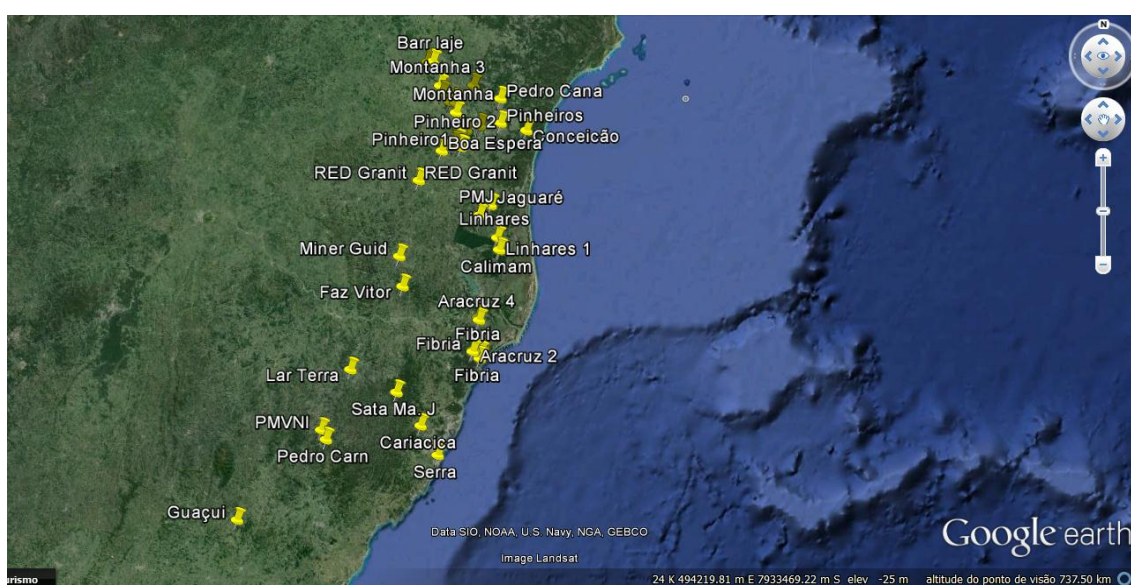 N
Barr laje
Montanha 3
Montanha
Pedro Cana
Pinheiro 2
Pinheiros
Pinheiro1
Boa Espera
Conceicão
RED Granit
RED Granit
PMJ
Jaguaré
Linhares
Miner Guid
Linhares 1
Calimam
Faz Vitor
Aracruz 4
Fibria
Fibria
Aracruz 2
Lar Terra
Fibria
Sata Ma. J
PMVNI
Cariacica
Pedro Carn
Serra
Guaçui
Data SIO, NOAA, U.S. Navy, NGA, GEBCO
Image Landsat
Google earth
urismo
24 K 494219.81 m E 7933469.22 m S elev -25 m altitude do ponto de visão 737.50 km